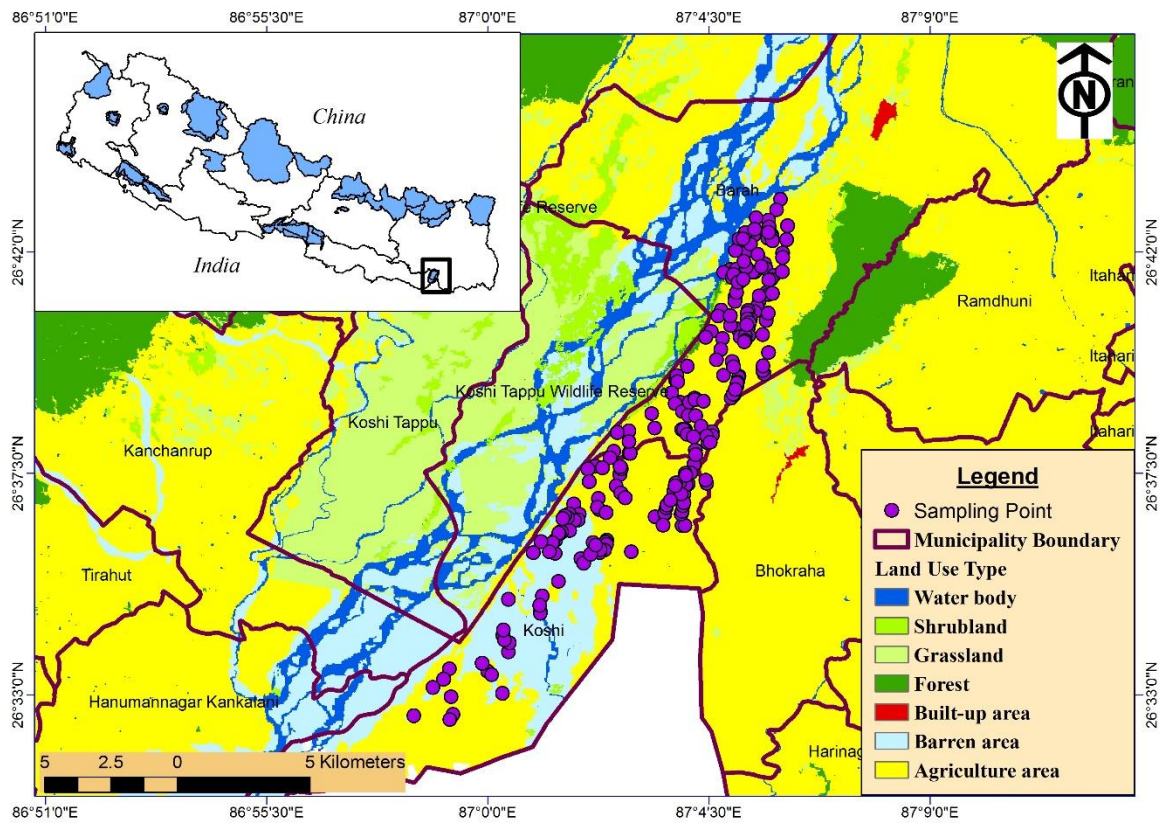 86°51'0"E 86°55'30"E 87°0'0"E 87°4'30"E 87°9'0"E
China
India
N
26°42'0"N
26°37'30"N
26°33'0"N
26°42'0"N
26°37'30"N
26°33'0"N
Barah
Reserve
Ramdhuni
Itahari
Itahari
Itahari
Koshi Tappu Wildlife Reserve
Koshi Tappu
Kanchanrup
Tirahut
Bhokraha
Koshi
Hanumannagar Kankalani
Harinag
Legend
Sampling Point
Municipality Boundary
Land Use Type
Water body
Shrubland
Grassland
Forest
Built-up area
Barren area
Agriculture area
5 2.5 0 5 Kilometers
86°51'0"E 86°55'30"E 87°0'0"E 87°4'30"E 87°9'0"E